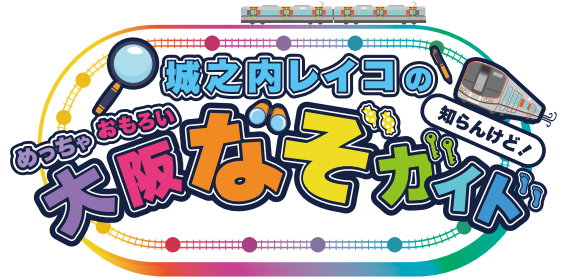 城之内レイコの
めっちゃおもろい
大阪なぞガイド
知らんけど!